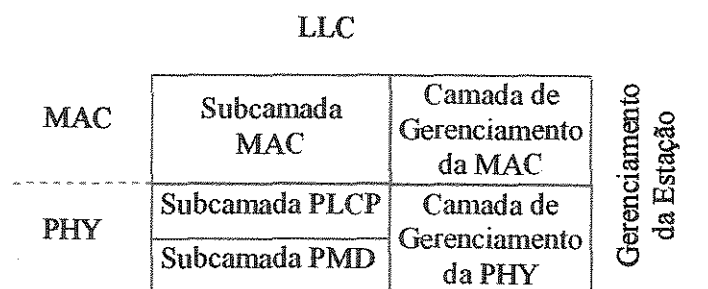 LLC
MAC
Subcamada
MAC
Camada de
Gerenciamento
da MAC
PHY
Subcamada PLCP
Subcamada PMD
Camada de
Gerenciamento
da PHY
Gerenciamento
da Estação